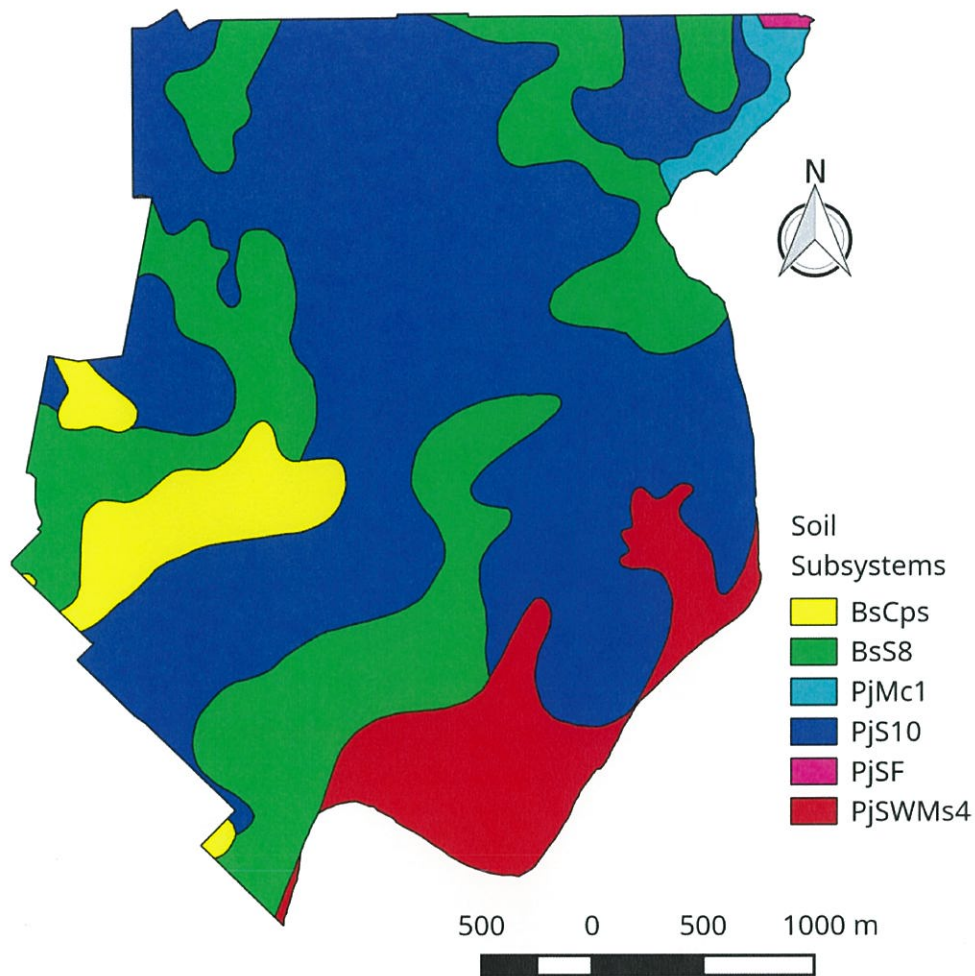 N
Soil
Subsystems
BsCps
BsS8
PjMc1
PjS10
PjSF
PjSWMs4
500 0 500 1000 m